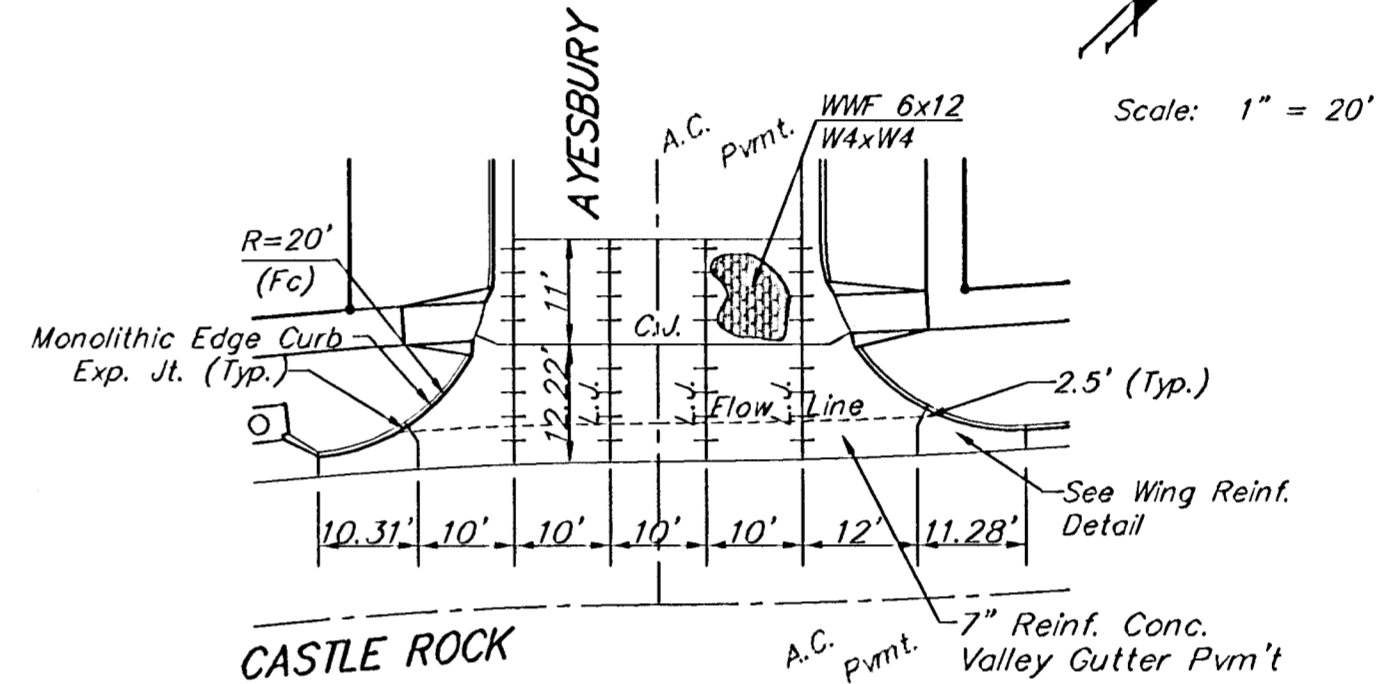 AYESBURY
A.C.
Pvmt.
WWF 6x12
W4xW4
Scale: 1" = 20'
R=20'
(Fc)
11'
C.J.
Monolithic Edge Curb
Exp. Jt. (Typ.)
12.22'
L.J.
L.J.
L.J.
Flow Line
2.5' (Typ.)
See Wing Reinf.
Detail
10.31' 10' 10' 10' 10' 12' 11.28'
7" Reinf. Conc.
Valley Gutter Pvm't
A.C.
Pvmt.
CASTLE ROCK